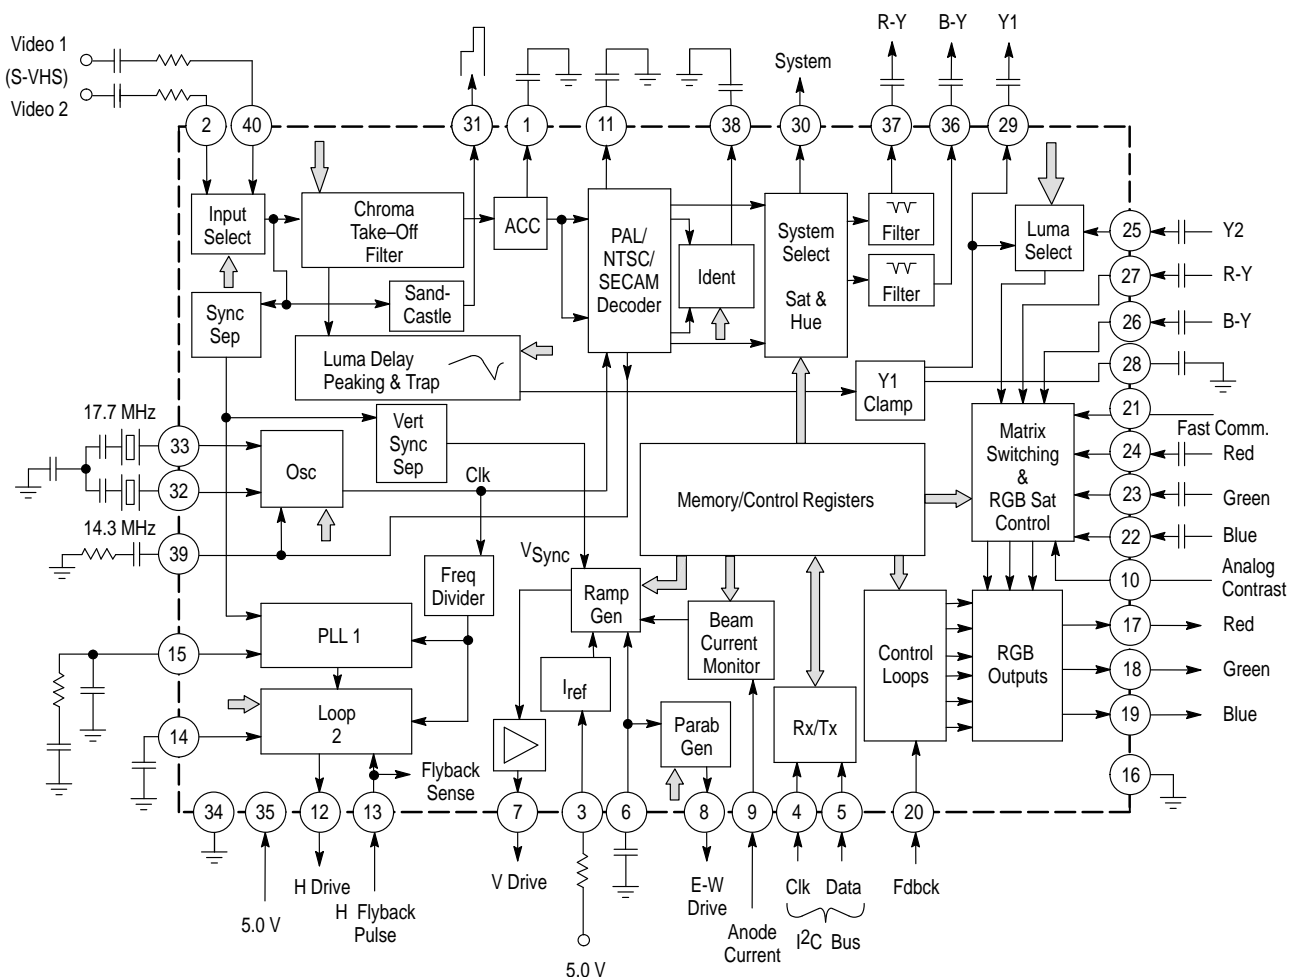 R-Y
B-Y
Y1
Video 1
(S-VHS)
Video 2
System
2
40
31
1
11
38
30
37
36
29
Input
Select
Chroma
Take–Off
Filter
ACC
PAL/
NTSC/
SECAM
Decoder
Ident
System
Select
Sat &
Hue
Filter
Filter
Luma
Select
25
Y2
27
R-Y
26
B-Y
28
Sync
Sep
Sand-
Castle
Luma Delay
Peaking & Trap
Y1
Clamp
17.7 MHz
33
32
14.3 MHz
39
Osc
Vert
Sync
Sep
Clk
Memory/Control Registers
Matrix
Switching
&
RGB Sat
Control
21
Fast Comm.
24
Red
23
Green
22
Blue
10
Analog
Contrast
VSync
Freq
Divider
Ramp
Gen
Beam
Current
Monitor
Control
Loops
RGB
Outputs
17
Red
18
Green
19
Blue
15
PLL 1
Iref
14
Loop
2
Parab
Gen
Rx/Tx
Flyback
Sense
16
34
35
12
13
7
3
6
8
9
4
5
20
5.0 V
H Drive
H Flyback
Pulse
V Drive
5.0 V
E-W
Drive
Anode
Current
Clk
Data
I2C Bus
Fdbck